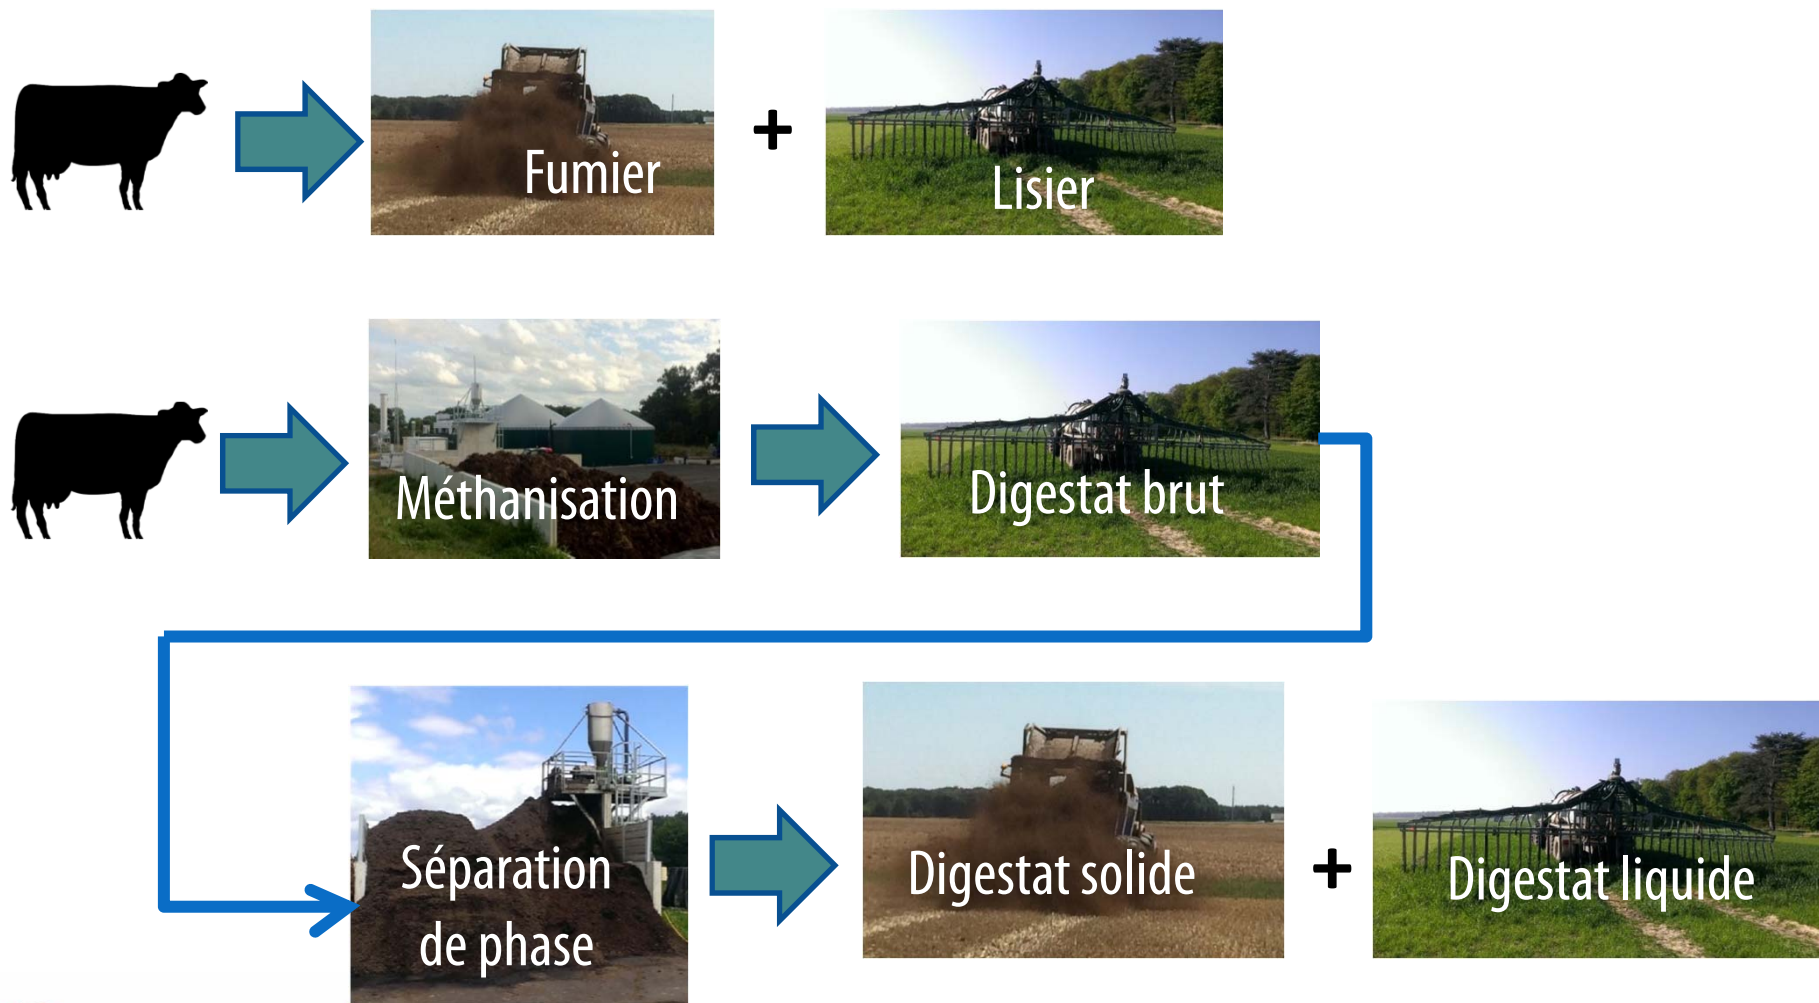 Fumier
+
Lisier
Méthanisation
Digestat brut
Séparation
de phase
Digestat solide
+
Digestat liquide